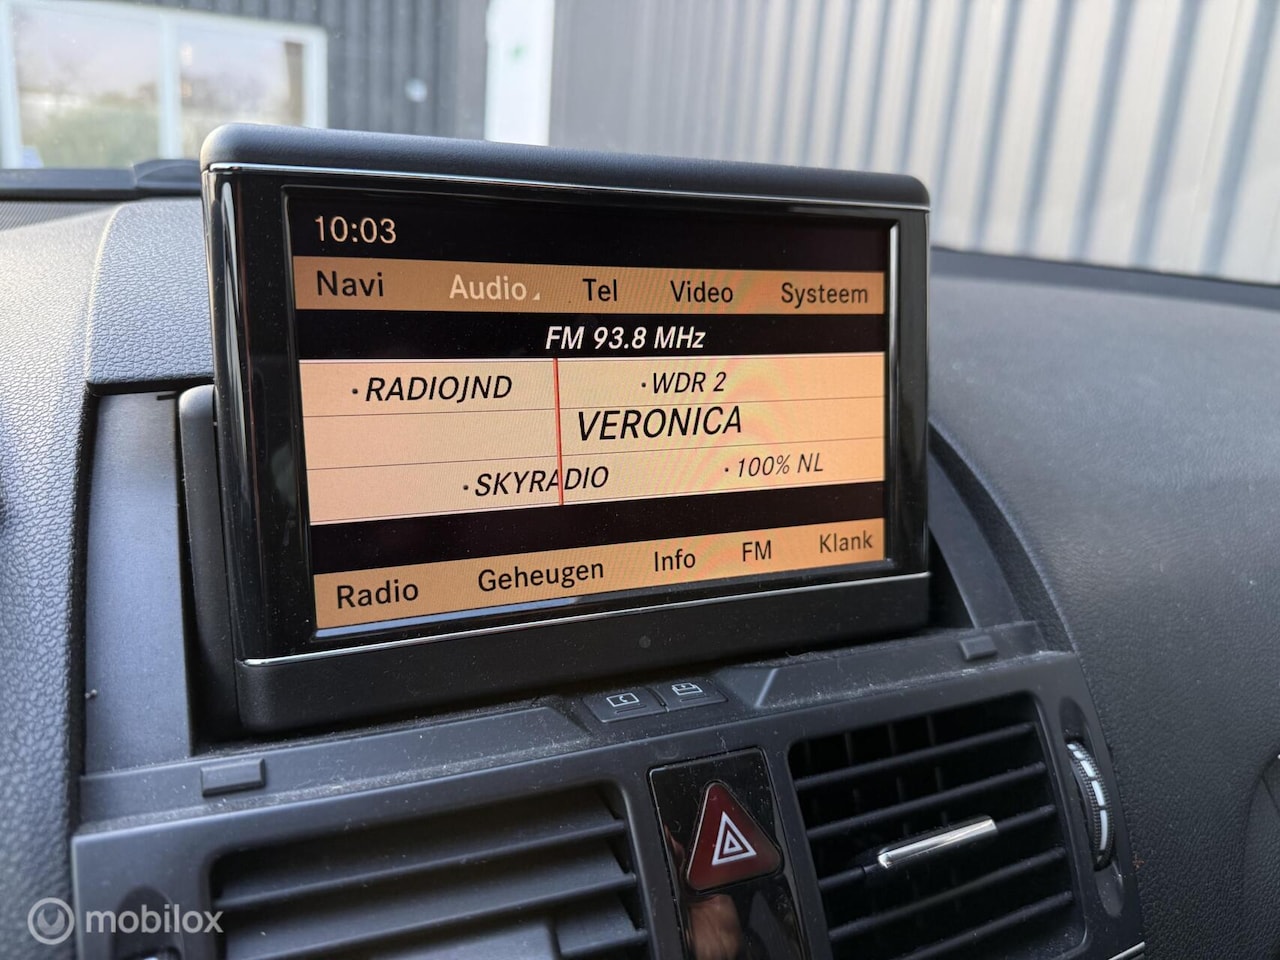 10:03
Navi Audio Tel Video Systeem
FM 93.8 MHz
·RADIOJND ·WDR 2
VERONICA
·SKYRADIO ·100% NL
Radio Geheugen Info FM Klank
mobilox